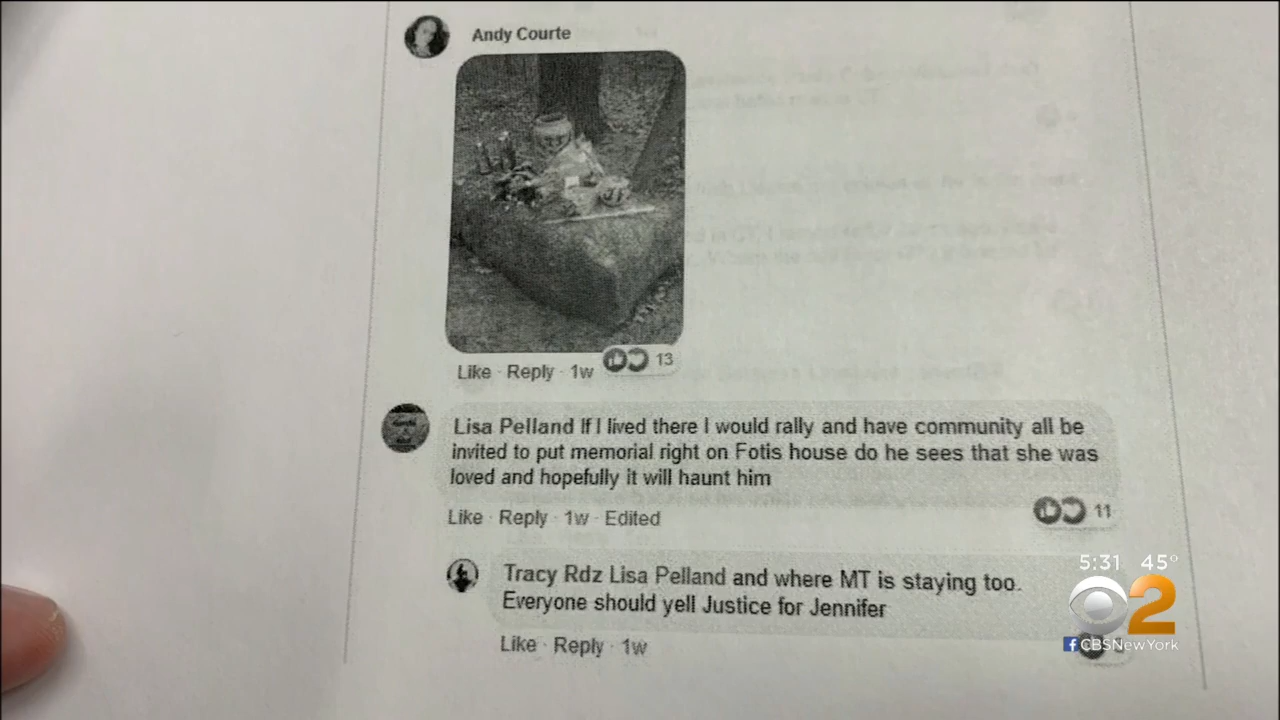 Andy Courte
Like · Reply · 1w
13
Lisa Pelland If I lived there I would rally and have community all be
invited to put memorial right on Fotis house do he sees that she was
loved and hopefully it will haunt him
Like · Reply · 1w · Edited
11
Tracy Rdz Lisa Pelland and where MT is staying too.
Everyone should yell Justice for Jennifer
Like · Reply · 1w
5:31 45°
2
f CBSNewYork